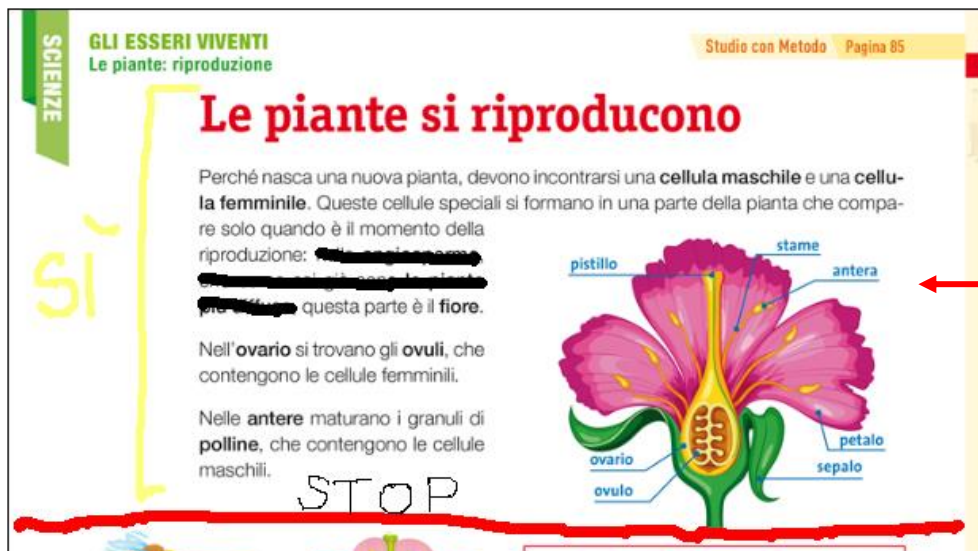 SCIENZE
GLI ESSERI VIVENTI
Le piante: riproduzione
Studio con Metodo Pagina 85
Le piante si riproducono
Perché nasca una nuova pianta, devono incontrarsi una cellula maschile e una cellu-
la femminile. Queste cellule speciali si formano in una parte della pianta che compa-
re solo quando è il momento della
riproduzione:
questa parte è il fiore.
Nell'ovario si trovano gli ovuli, che
contengono le cellule femminili.
Nelle antere maturano i granuli di
polline, che contengono le cellule
maschili.
SÌ
STOP
pistillo
stame
antera
petalo
sepalo
ovario
ovulo